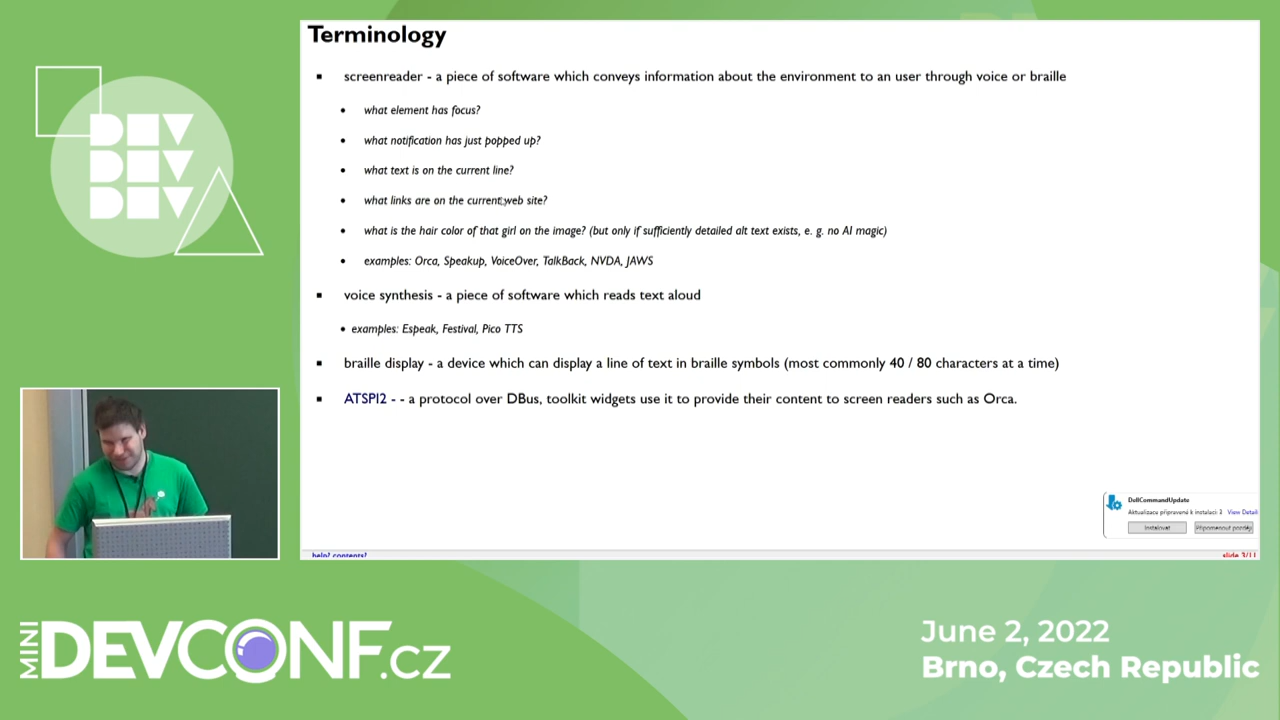 Terminology
screenreader - a piece of software which conveys information about the environment to an user through voice or braille
what element has focus?
what notification has just popped up?
what text is on the current line?
what links are on the current web site?
what is the hair color of that girl on the image? (but only if sufficiently detailed alt text exists, e. g. no AI magic)
examples: Orca, Speakup, VoiceOver, TalkBack, NVDA, JAWS
voice synthesis - a piece of software which reads text aloud
examples: Espeak, Festival, Pico TTS
braille display - a device which can display a line of text in braille symbols (most commonly 40 / 80 characters at a time)
ATSPI2 - - a protocol over DBus, toolkit widgets use it to provide their content to screen readers such as Orca.
DellCommandUpdate
Aktualizace připravené k instalaci: 3 View Detail
Instalovat Připomenout později
help? contents? slide 3/11
DEV
DEV
DEV
MINI DEVCONF.CZ
June 2, 2022
Brno, Czech Republic